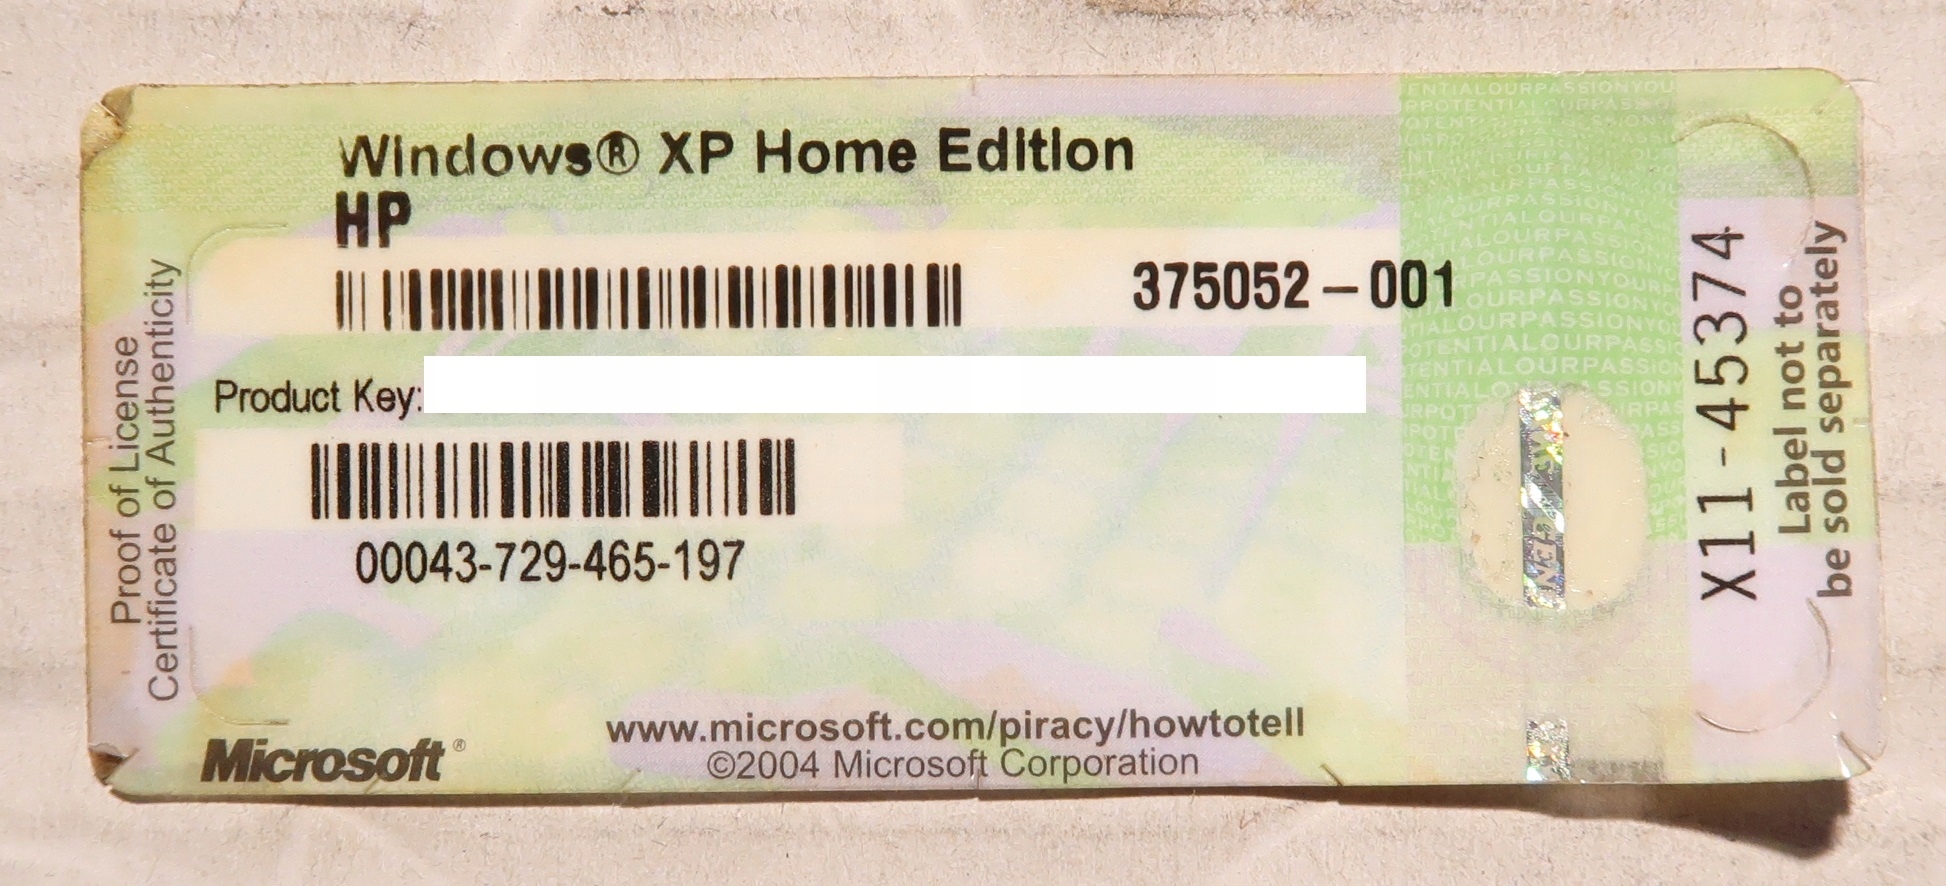 Windows® XP Home Edition
HP
375052-001
Product Key:
00043-729-465-197
Proof of License
Certificate of Authenticity
www.microsoft.com/piracy/howtotell
©2004 Microsoft Corporation
Microsoft®
X11-45374
Label not to
be sold separately